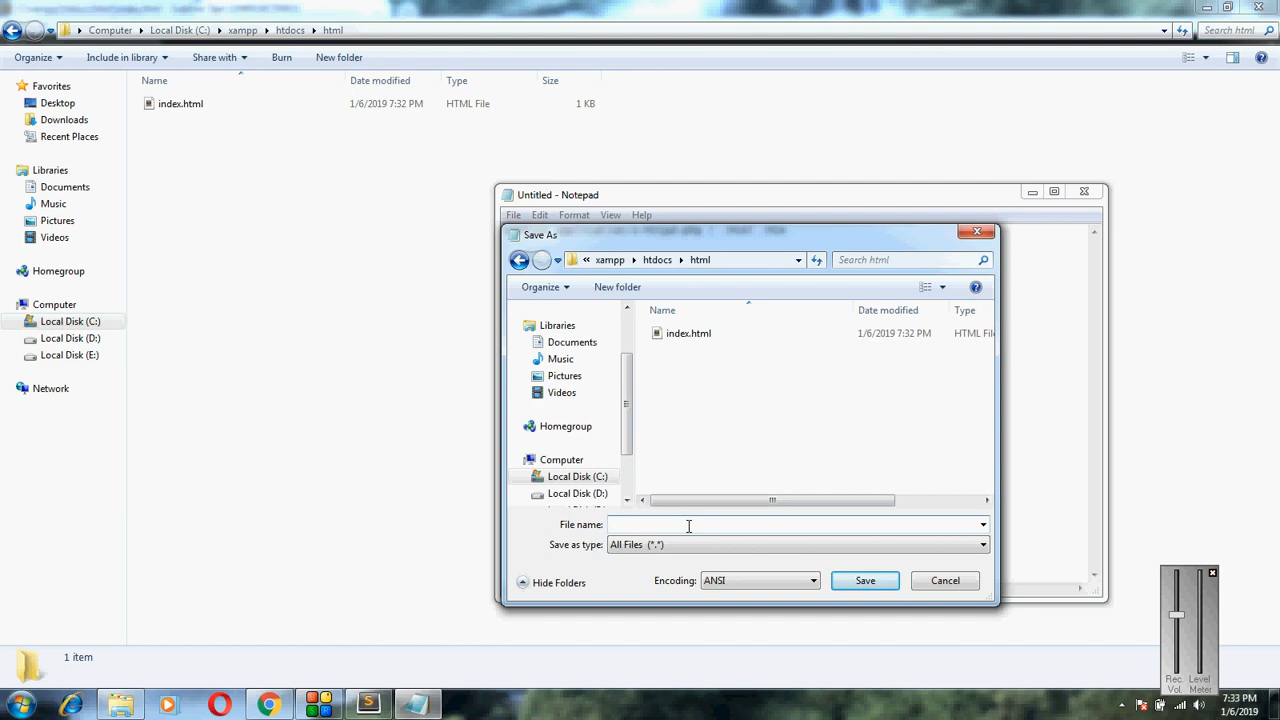 Computer Local Disk (C:) xampp htdocs html
Search html
Organize Include in library Share with Burn New folder
Name Date modified Type Size
index.html 1/6/2019 7:32 PM HTML File 1 KB
Favorites
Desktop
Downloads
Recent Places
Libraries
Documents
Music
Pictures
Videos
Homegroup
Computer
Local Disk (C:)
Local Disk (D:)
Local Disk (E:)
Network
Untitled - Notepad
File Edit Format View Help
Save As
« xampp htdocs html
Search html
Organize New folder
Name Date modified Type
index.html 1/6/2019 7:32 PM HTML Fil
Libraries
Documents
Music
Pictures
Videos
Homegroup
Computer
Local Disk (C:)
Local Disk (D:)
File name:
Save as type: All Files (*.*)
Hide Folders Encoding: ANSI Save Cancel
1 item
Rec. Level
Vol. Meter
7:33 PM
1/6/2019